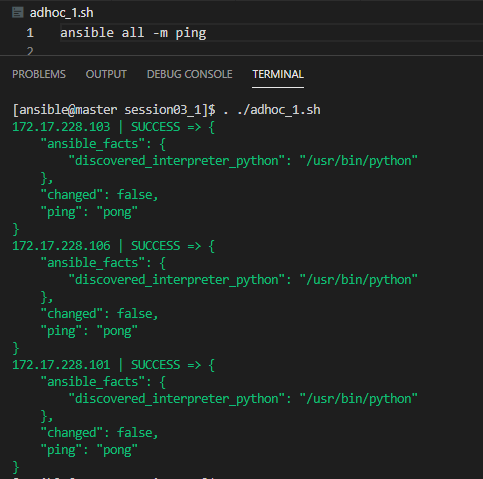 adhoc_1.sh
1 ansible all -m ping
2
PROBLEMS OUTPUT DEBUG CONSOLE TERMINAL
[ansible@master session03_1]$ . ./adhoc_1.sh
172.17.228.103 | SUCCESS => {
    "ansible_facts": {
        "discovered_interpreter_python": "/usr/bin/python"
    },
    "changed": false,
    "ping": "pong"
}
172.17.228.106 | SUCCESS => {
    "ansible_facts": {
        "discovered_interpreter_python": "/usr/bin/python"
    },
    "changed": false,
    "ping": "pong"
}
172.17.228.101 | SUCCESS => {
    "ansible_facts": {
        "discovered_interpreter_python": "/usr/bin/python"
    },
    "changed": false,
    "ping": "pong"
}